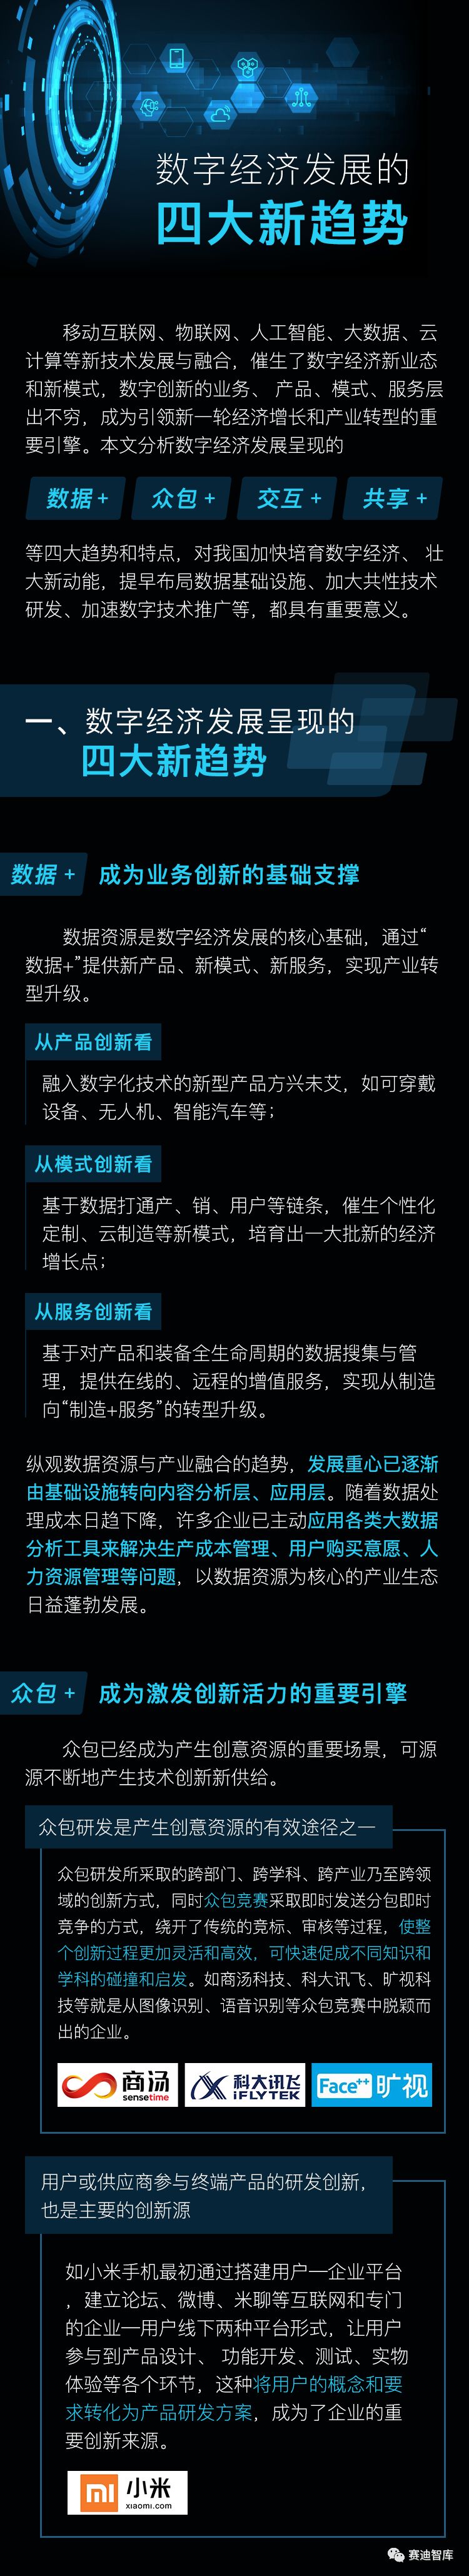 数字经济发展的
四大新趋势
移动互联网、物联网、人工智能、大数据、云
计算等新技术发展与融合，催生了数字经济新业态
和新模式，数字创新的业务、 产品、模式、服务层
出不穷，成为引领新一轮经济增长和产业转型的重
要引擎。本文分析数字经济发展呈现的
数据+ 众包+ 交互+ 共享+
等四大趋势和特点，对我国加快培育数字经济、 壮
大新动能，提早布局数据基础设施、加大共性技术
研发、加速数字技术推广等，都具有重要意义。
一、数字经济发展呈现的
四大新趋势
数据+ 成为业务创新的基础支撑
数据资源是数字经济发展的核心基础，通过“
数据+”提供新产品、新模式、新服务，实现产业转
型升级。
从产品创新看
融入数字化技术的新型产品方兴未艾，如可穿戴
设备、无人机、智能汽车等；
从模式创新看
基于数据打通产、销、用户等链条，催生个性化
定制、云制造等新模式，培育出一大批新的经济
增长点；
从服务创新看
基于对产品和装备全生命周期的数据搜集与管
理，提供在线的、远程的增值服务，实现从制造
向“制造+服务”的转型升级。
纵观数据资源与产业融合的趋势，发展重心已逐渐
由基础设施转向内容分析层、应用层。随着数据处
理成本日趋下降，许多企业已主动应用各类大数据
分析工具来解决生产成本管理、用户购买意愿、人
力资源管理等问题，以数据资源为核心的产业生态
日益蓬勃发展。
众包+ 成为激发创新活力的重要引擎
众包已经成为产生创意资源的重要场景，可源
源不断地产生技术创新新供给。
众包研发是产生创意资源的有效途径之一
众包研发所采取的跨部门、跨学科、跨产业乃至跨领
域的创新方式，同时众包竞赛采取即时发送分包即时
竞争的方式，绕开了传统的竞标、审核等过程，使整
个创新过程更加灵活和高效，可快速促成不同知识和
学科的碰撞和启发。如商汤科技、科大讯飞、旷视科
技等就是从图像识别、语音识别等众包竞赛中脱颖而
出的企业。
商汤 sensetime
科大讯飞 iFLYTEK
Face++ 旷视
用户或供应商参与终端产品的研发创新，
也是主要的创新源
如小米手机最初通过搭建用户—企业平台
，建立论坛、微博、米聊等互联网和专门
的企业—用户线下两种平台形式，让用户
参与到产品设计、 功能开发、测试、实物
体验等各个环节，这种将用户的概念和要
求转化为产品研发方案，成为了企业的重
要创新来源。
小米
xiaomi.com
赛迪智库